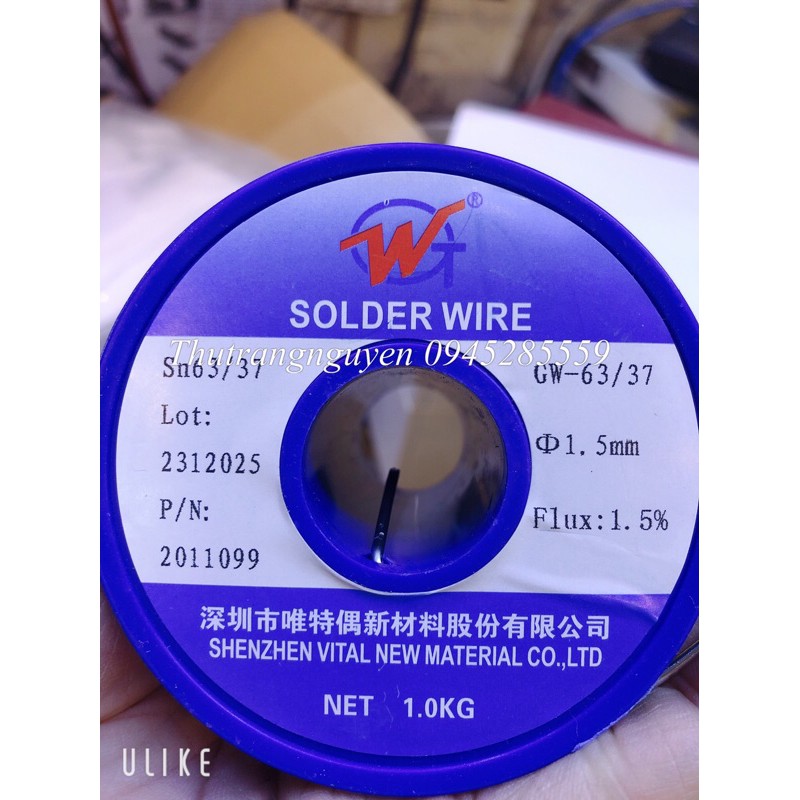 WGT®
SOLDER WIRE
Thutrangnguyen 0945285559
Sn63/37
GW-63/37
Lot:
Φ1.5mm
2312025
P/N:
Flux:1.5%
2011099
深圳市唯特偶新材料股份有限公司
SHENZHEN VITAL NEW MATERIAL CO.,LTD
NET 1.0KG
ULIKE